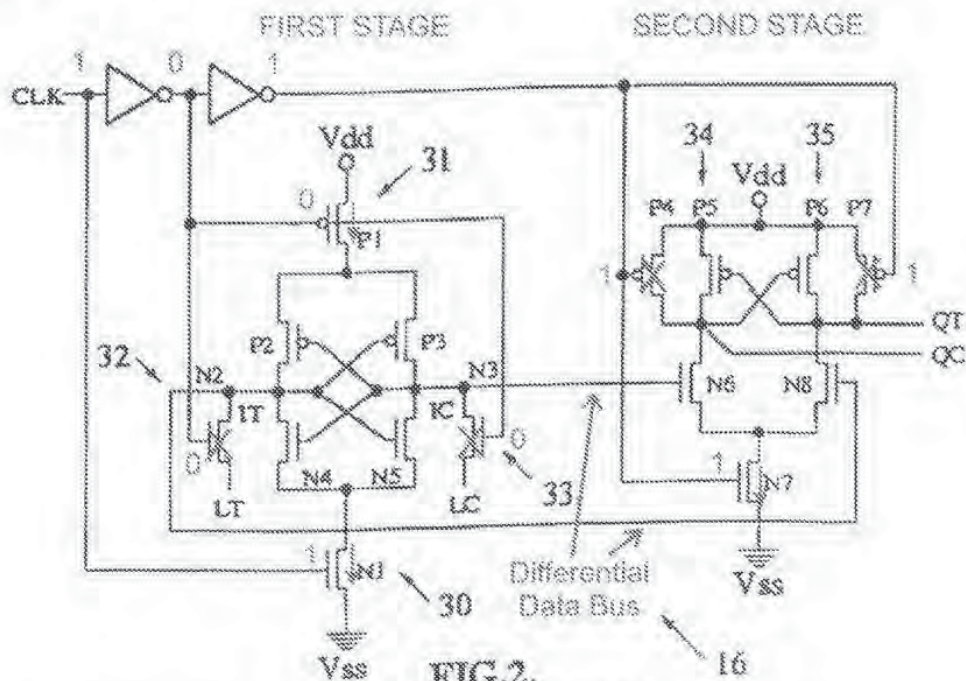 FIRST STAGE
SECOND STAGE
1
0
1
CLK
34
35
Vdd
31
Vdd
0
P1
P4
P5
P6
P7
1
1
32
P2
P3
QT
QC
N2
IT
IC
N3
N6
N8
0
0
N4
N5
33
1
N7
LT
LC
1
N1
30
Differential
Data Bus
Vss
Vss
FIG.2.
16